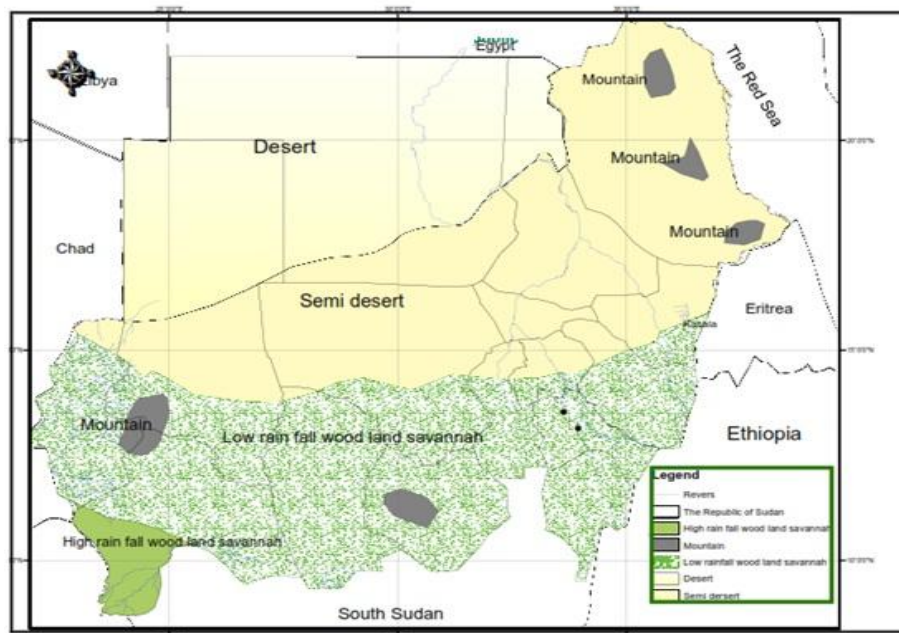 Egypt
Libya
The Red Sea
Mountain
Desert
Mountain
Mountain
Chad
Semi desert
Eritrea
Kassala
Mountain
Low rain fall wood land savannah
Ethiopia
High rain fall wood land savannah
South Sudan
Legend
Revers
The Republic of Sudan
High rain fall wood land savannah
Mountain
Low rainfall wood land savannah
Desert
Semi dersert